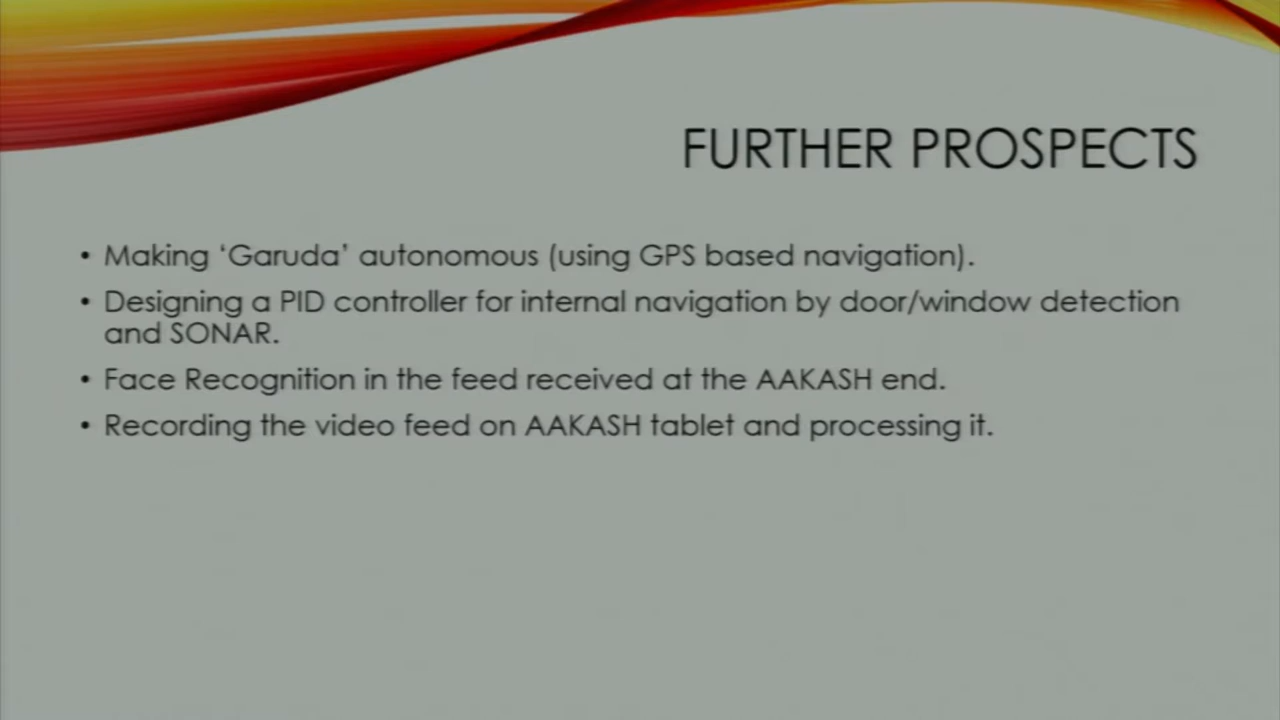 FURTHER PROSPECTS
• Making ‘Garuda’ autonomous (using GPS based navigation).
• Designing a PID controller for internal navigation by door/window detection
and SONAR.
• Face Recognition in the feed received at the AAKASH end.
• Recording the video feed on AAKASH tablet and processing it.